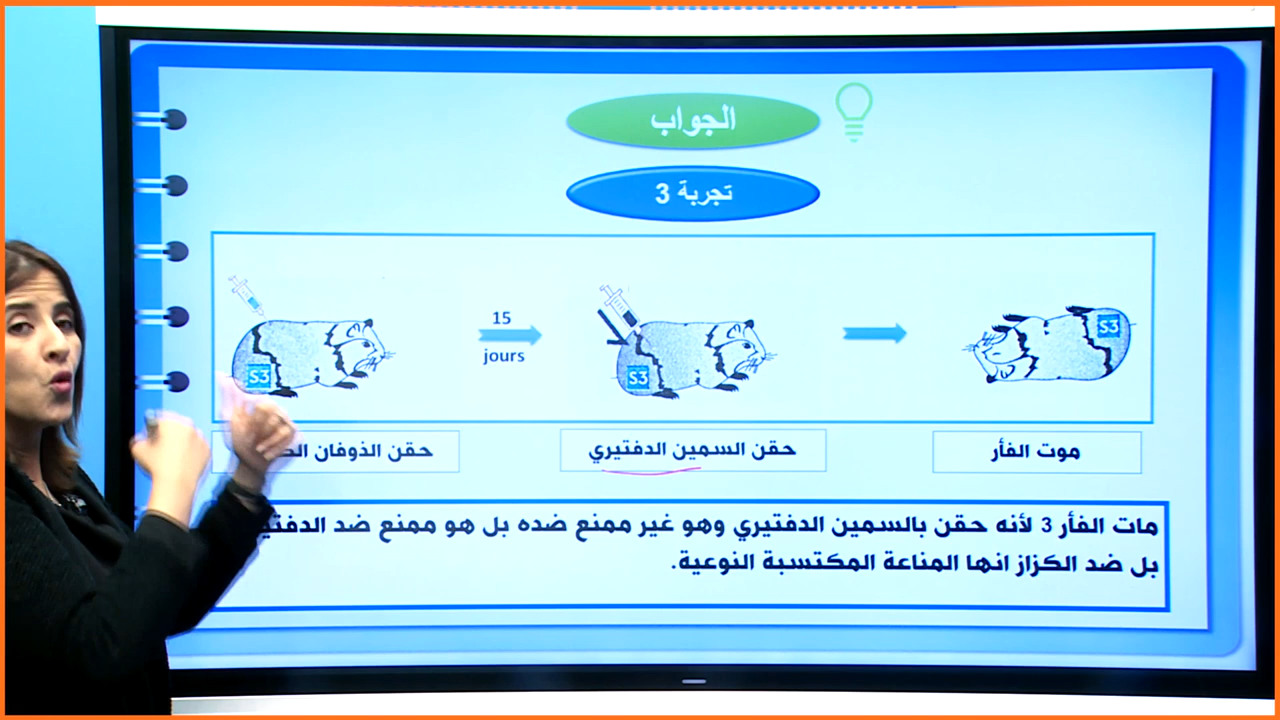 الجواب
تجربة 3
15
jours
S3
S3
S3
حقن الذوفان
حقن السمين الدفتيري
موت الفأر
مات الفأر 3 لأنه حقن بالسمين الدفتيري وهو غير ممنع ضده بل هو ممنع ضد
بل ضد الكزاز انها المناعة المكتسبة النوعية.